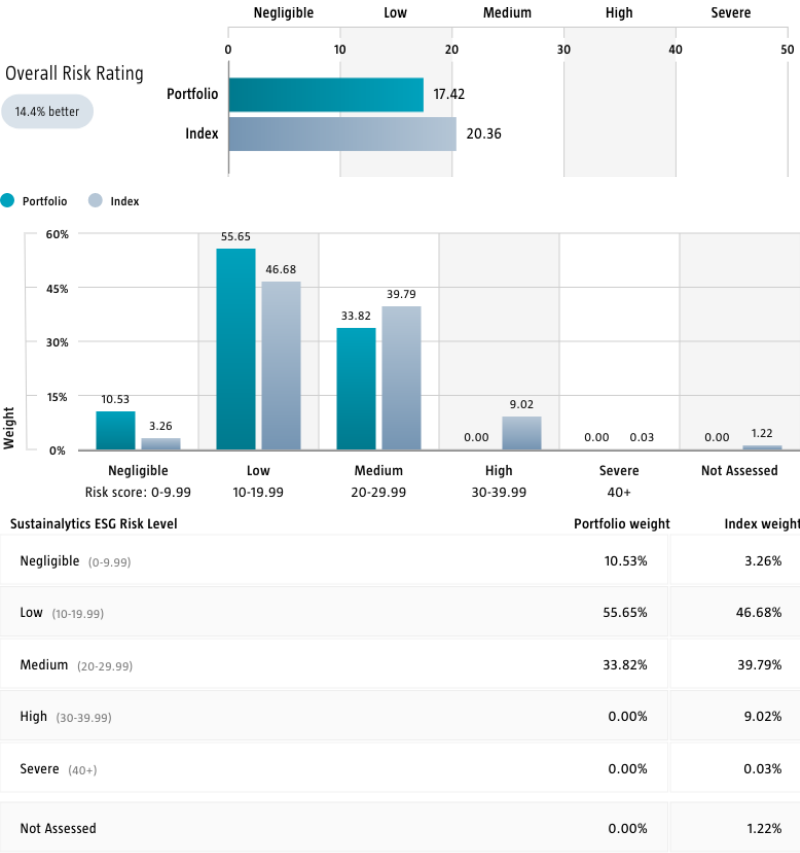 Negligible Low Medium High Severe
0 10 20 30 40 50
Overall Risk Rating
14.4% better
Portfolio 17.42
Index 20.36
Portfolio Index
60%
45%
30%
15%
0%
Weight
55.65
46.68
39.79
33.82
10.53
9.02
3.26
0.00 0.00 0.03 0.00 1.22
Negligible Low Medium High Severe Not Assessed
Risk score: 0-9.99 10-19.99 20-29.99 30-39.99 40+
Sustainalytics ESG Risk Level Portfolio weight Index weight
Negligible (0-9.99) 10.53% 3.26%
Low (10-19.99) 55.65% 46.68%
Medium (20-29.99) 33.82% 39.79%
High (30-39.99) 0.00% 9.02%
Severe (40+) 0.00% 0.03%
Not Assessed 0.00% 1.22%